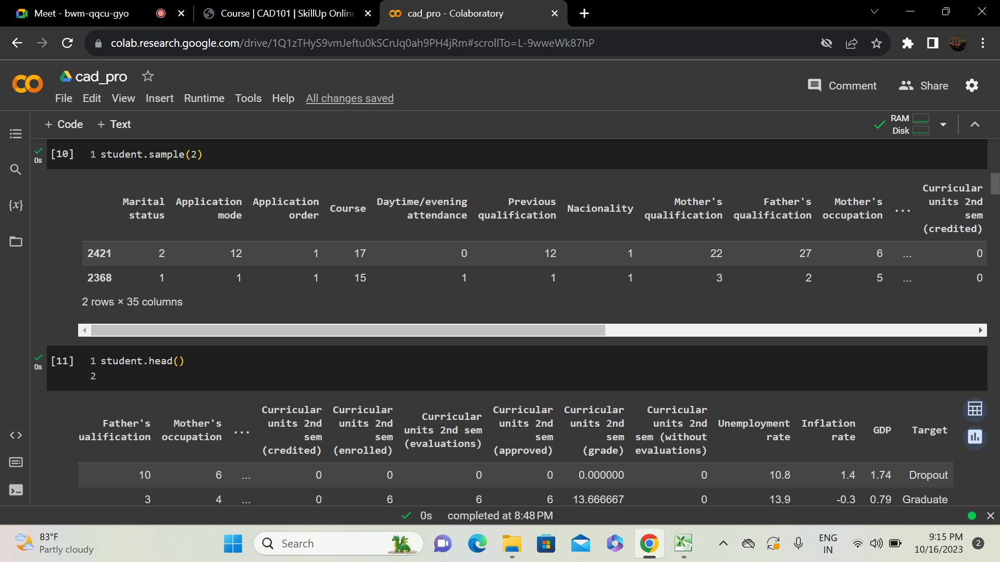 Meet - bwm-qqcu-gyo
Course | CAD101 | SkillUp Online
cad_pro - Colaboratory
colab.research.google.com/drive/1Q1zTHyS9vmJeftu0kSCnJq0ah9PH4jRm#scrollTo=L-9wweWk87hP
cad_pro
File Edit View Insert Runtime Tools Help All changes saved
Comment Share
+ Code + Text
RAM
Disk
[10] 1 student.sample(2)
0s
Marital status Application mode Application order Course Daytime/evening attendance Previous qualification Nacionality Mother's qualification Father's qualification Mother's occupation ... Curricular units 2nd sem (credited)
2421 2 12 1 17 0 12 1 22 27 6 ... 0
2368 1 1 1 15 1 1 1 3 2 5 ... 0
2 rows × 35 columns
[11] 1 student.head()
0s
2
Father's ualification Mother's occupation ... Curricular units 2nd sem (credited) Curricular units 2nd sem (enrolled) Curricular units 2nd sem (evaluations) Curricular units 2nd sem (approved) Curricular units 2nd sem (grade) Curricular units 2nd sem (without evaluations) Unemployment rate Inflation rate GDP Target
10 6 ... 0 0 0 0 0.000000 0 10.8 1.4 1.74 Dropout
3 4 ... 0 6 6 6 13.666667 0 13.9 -0.3 0.79 Graduate
0s completed at 8:48 PM
83°F
Partly cloudy
Search
ENG
IN
9:15 PM
10/16/2023
2